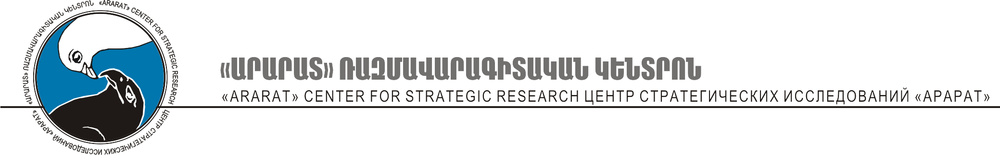 «ԱՐԱՐԱՏ» ՌԱԶՄԱՎԱՐԱԳԻՏԱԿԱՆ ԿԵՆՏՐՈՆ «ARARAT» CENTER FOR STRATEGIC RESEARCH ЦЕНТР СТРАТЕГИЧЕСКИХ ИССЛЕДОВАНИЙ «АРАРАТ»
«ԱՐԱՐԱՏ» ՌԱԶՄԱՎԱՐԱԳԻՏԱԿԱՆ ԿԵՆՏՐՈՆ
«ARARAT» CENTER FOR STRATEGIC RESEARCH ЦЕНТР СТРАТЕГИЧЕСКИХ ИССЛЕДОВАНИЙ «АРАРАТ»